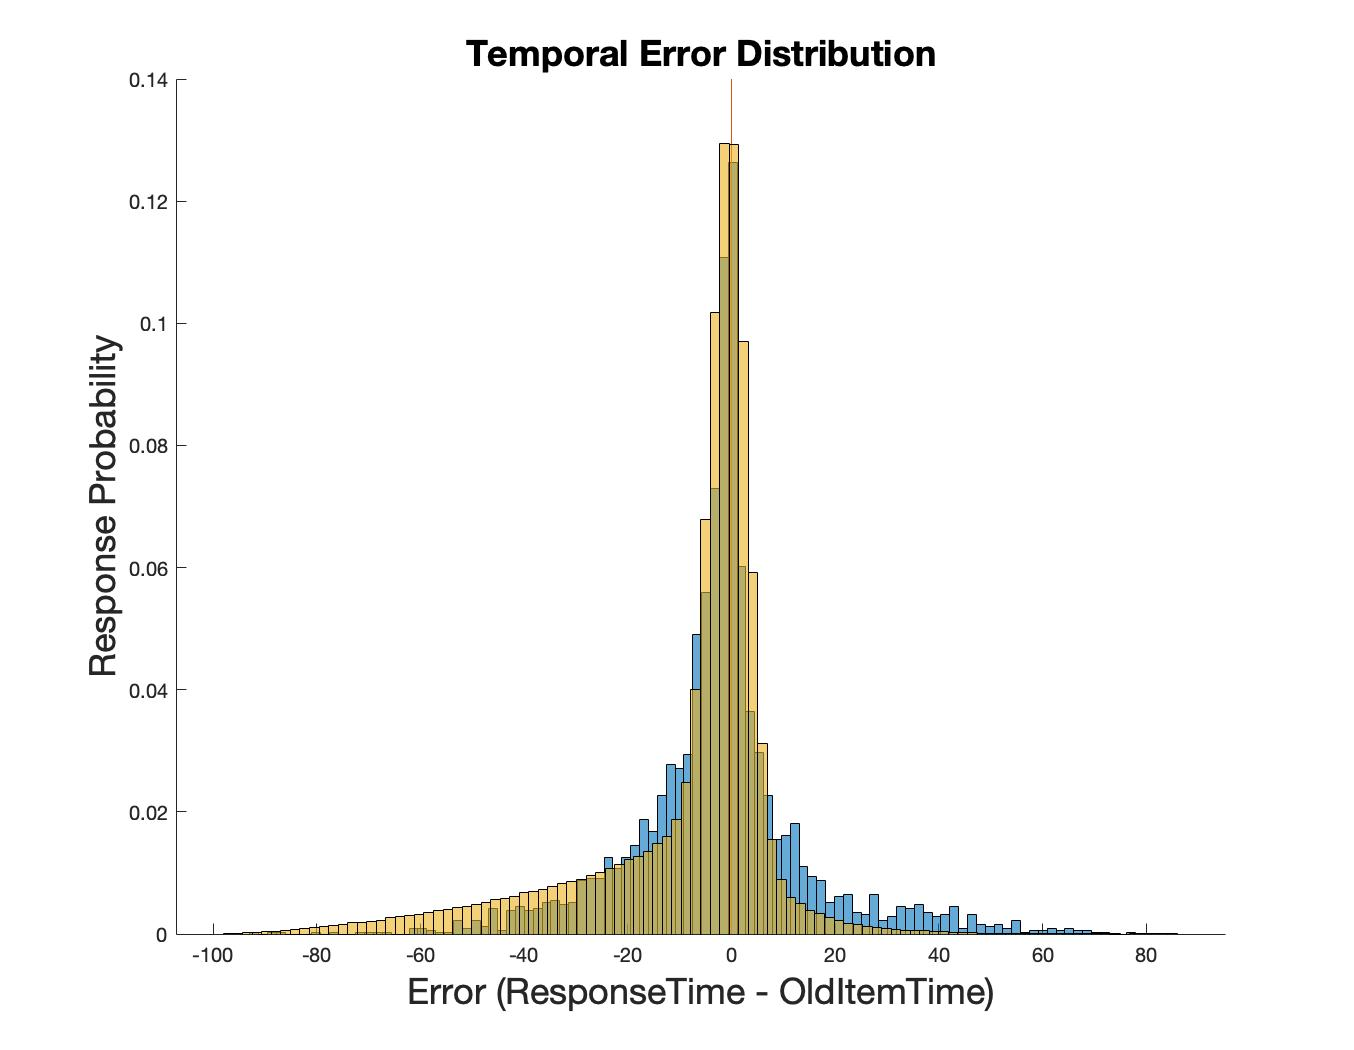 Temporal Error Distribution
0.14
0.12
0.1
0.08
0.06
0.04
0.02
0
Response Probability
-100 -80 -60 -40 -20 0 20 40 60 80
Error (ResponseTime - OldItemTime)